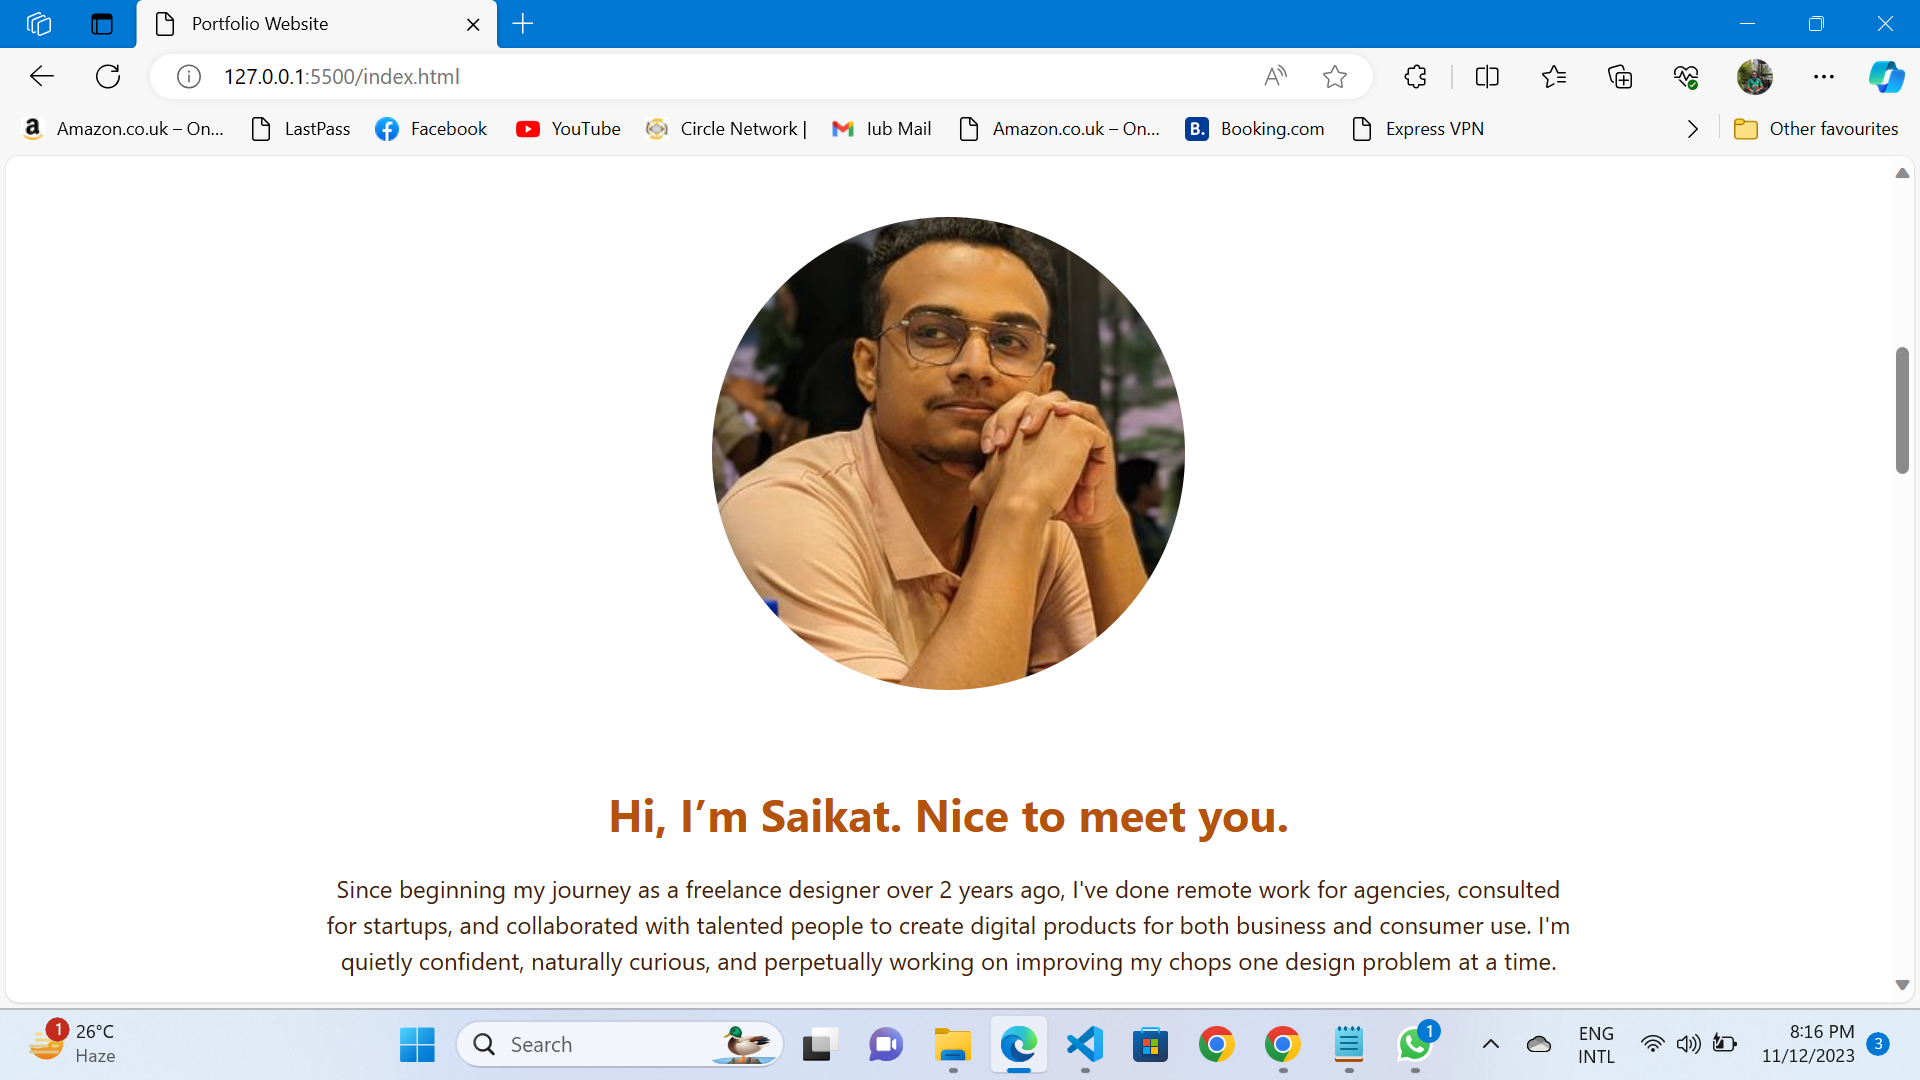 Portfolio Website
127.0.0.1:5500/index.html
Amazon.co.uk – On...
LastPass
Facebook
YouTube
Circle Network |
Iub Mail
Amazon.co.uk – On...
B.
Booking.com
Express VPN
Other favourites
Hi, I’m Saikat. Nice to meet you.
Since beginning my journey as a freelance designer over 2 years ago, I've done remote work for agencies, consulted
for startups, and collaborated with talented people to create digital products for both business and consumer use. I'm
quietly confident, naturally curious, and perpetually working on improving my chops one design problem at a time.
1
26°C
Haze
Search
1
ENG
INTL
8:16 PM
11/12/2023
3